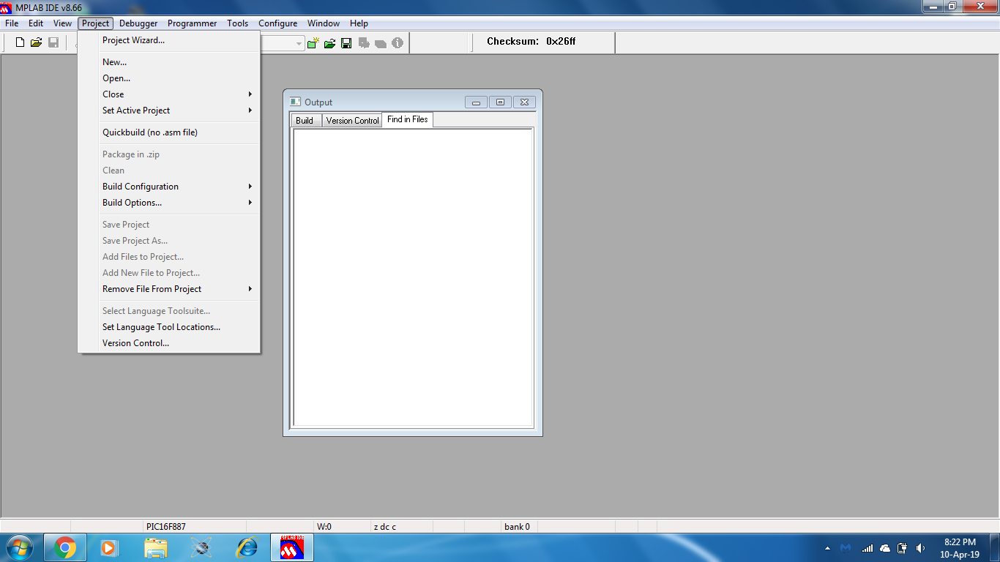 MPLAB IDE v8.66
File Edit View Project Debugger Programmer Tools Configure Window Help
Checksum: 0x26ff
Project Wizard...
New...
Open...
Close
Set Active Project
Quickbuild (no .asm file)
Package in .zip
Clean
Build Configuration
Build Options...
Save Project
Save Project As...
Add Files to Project...
Add New File to Project...
Remove File From Project
Select Language Toolsuite...
Set Language Tool Locations...
Version Control...
Output
Build Version Control Find in Files
PIC16F887 W:0 z dc c bank 0
MPLAB IDE
8:22 PM
10-Apr-19